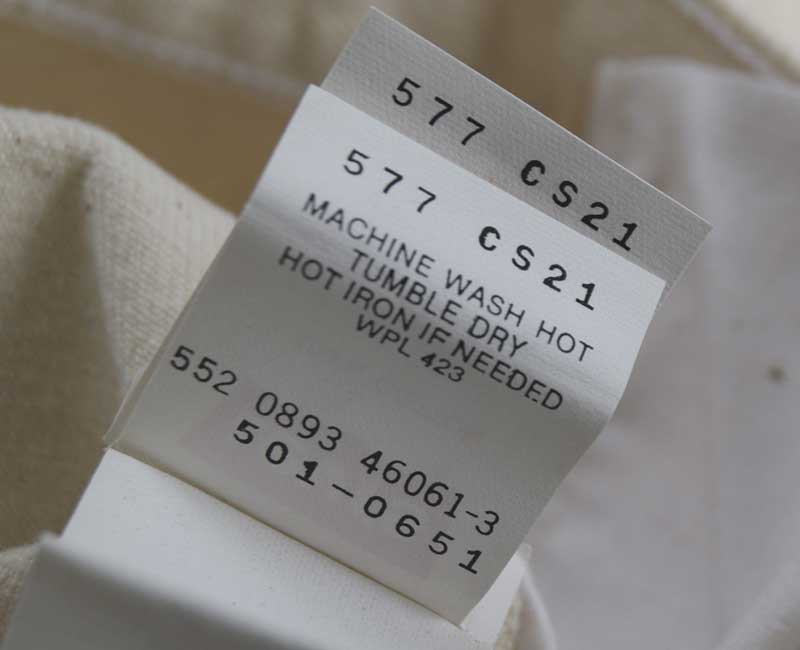 577 CS21
577 CS21
MACHINE WASH HOT
TUMBLE DRY
HOT IRON IF NEEDED
WPL 423
552 0893 46061-3
501-0651